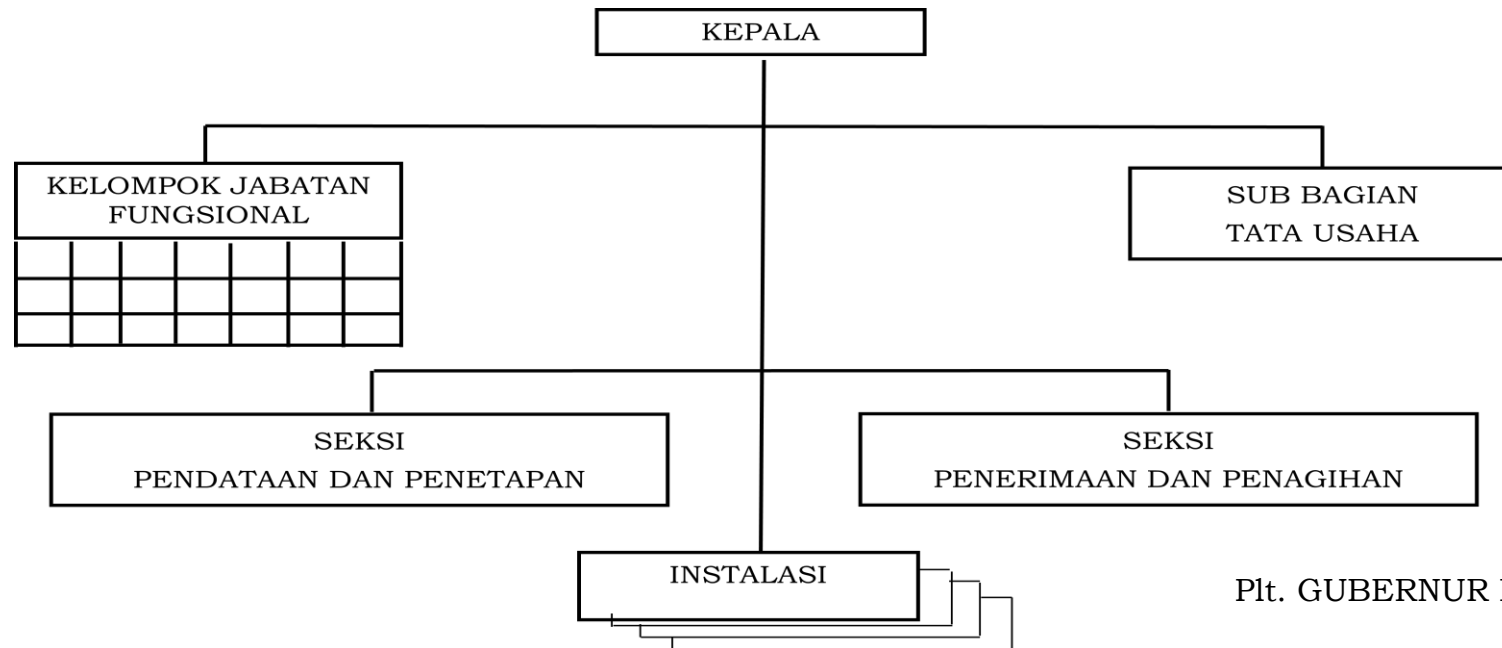 KEPALA
KELOMPOK JABATAN
FUNGSIONAL
SUB BAGIAN
TATA USAHA
SEKSI
PENDATAAN DAN PENETAPAN
SEKSI
PENERIMAAN DAN PENAGIHAN
INSTALASI
Plt. GUBERNUR